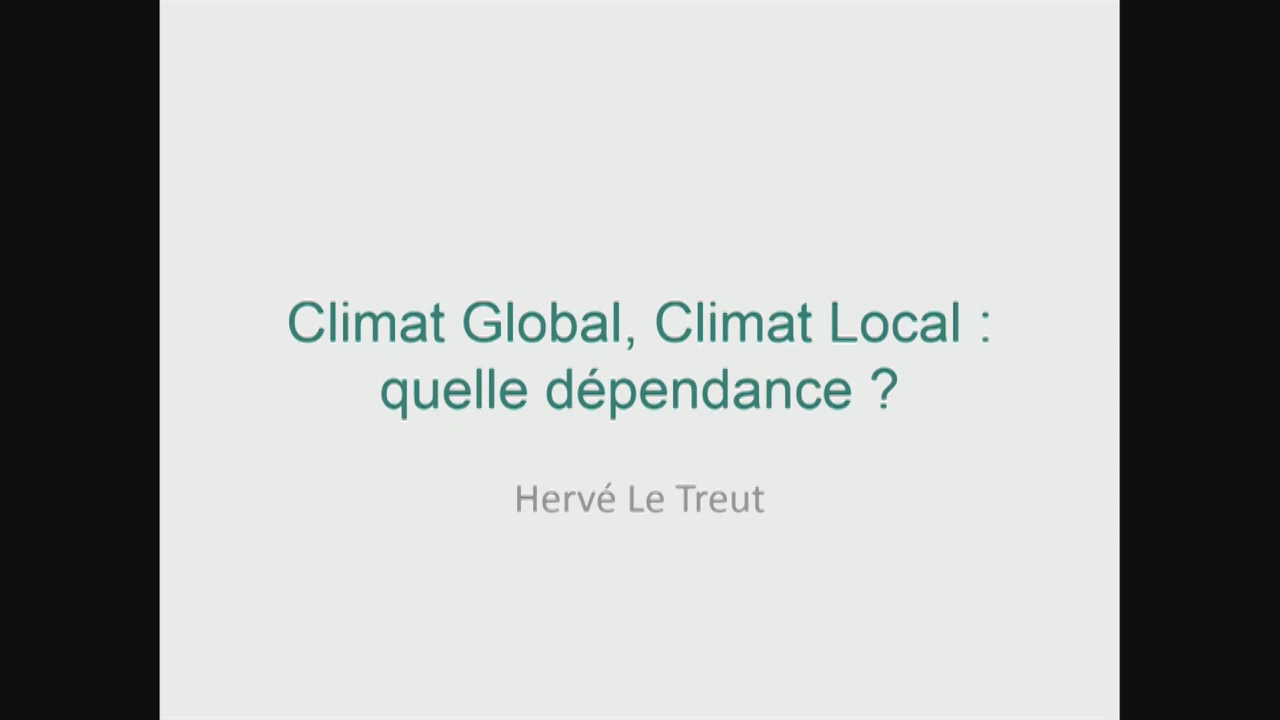 Climat Global, Climat Local :
quelle dépendance ?
Hervé Le Treut